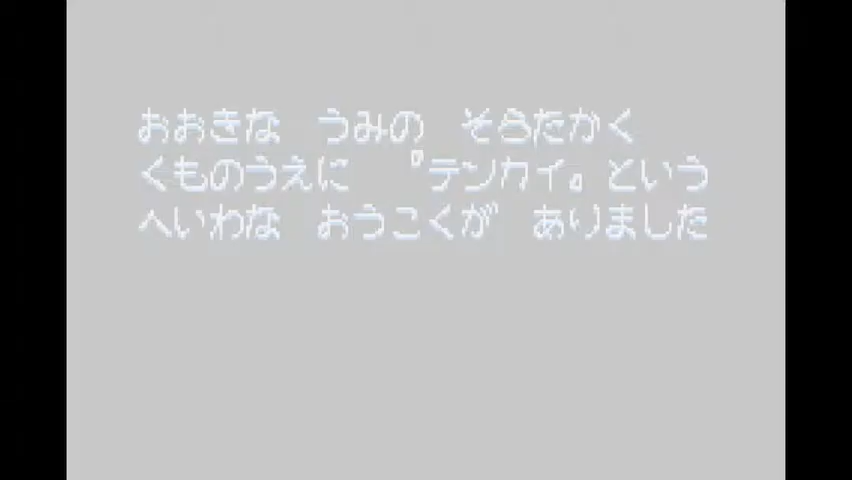 おおきな　うみの　そらたかく
くものうえに　『テンカイ』という
へいわな　おうこくが　ありました